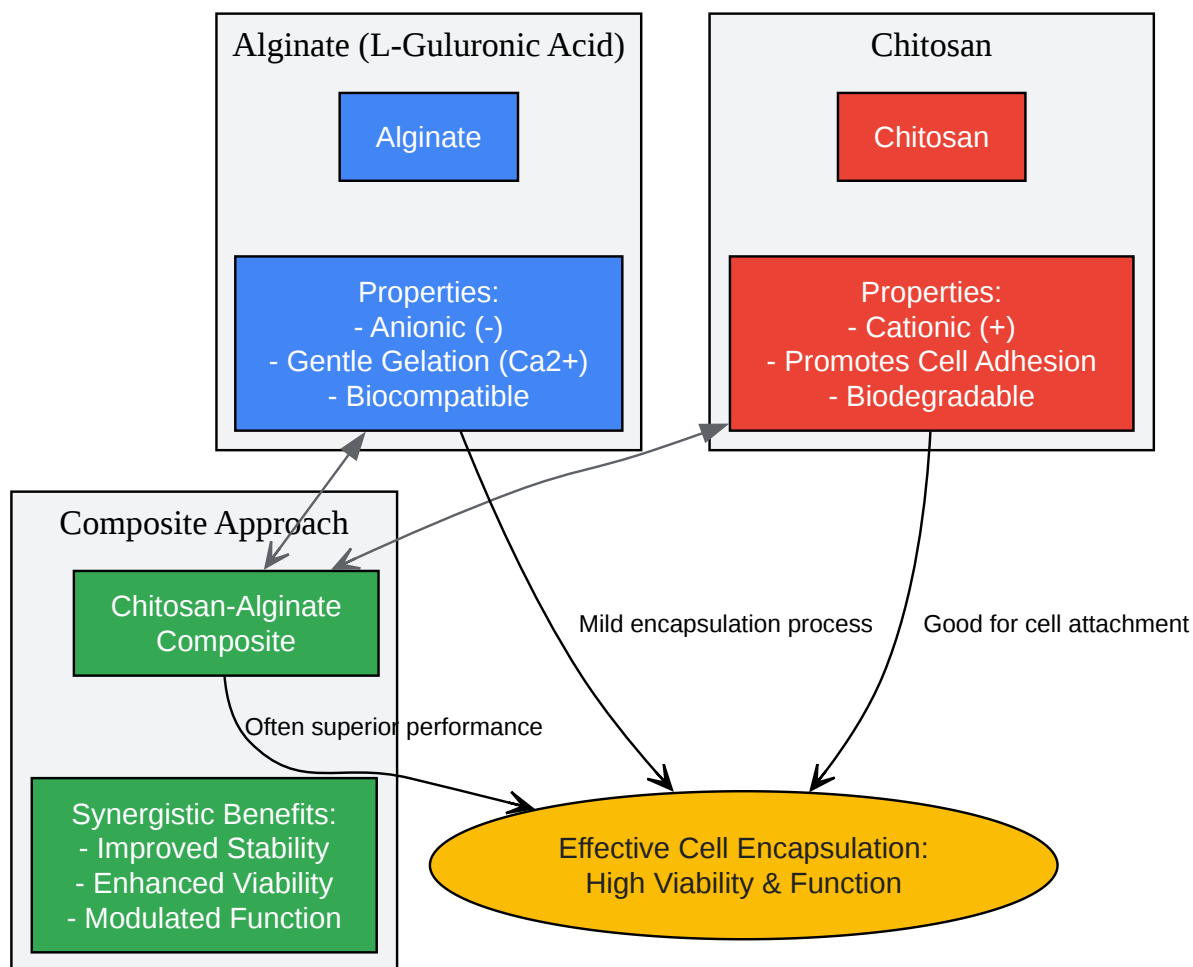 Alginate (L-Guluronic Acid)
Alginate
Properties:
- Anionic (-)
- Gentle Gelation (Ca2+)
- Biocompatible
Chitosan
Chitosan
Properties:
- Cationic (+)
- Promotes Cell Adhesion
- Biodegradable
Composite Approach
Chitosan-Alginate
Composite
Mild encapsulation process
Good for cell attachment
Often superior performance
Synergistic Benefits:
- Improved Stability
- Enhanced Viability
- Modulated Function
Effective Cell Encapsulation:
High Viability & Function